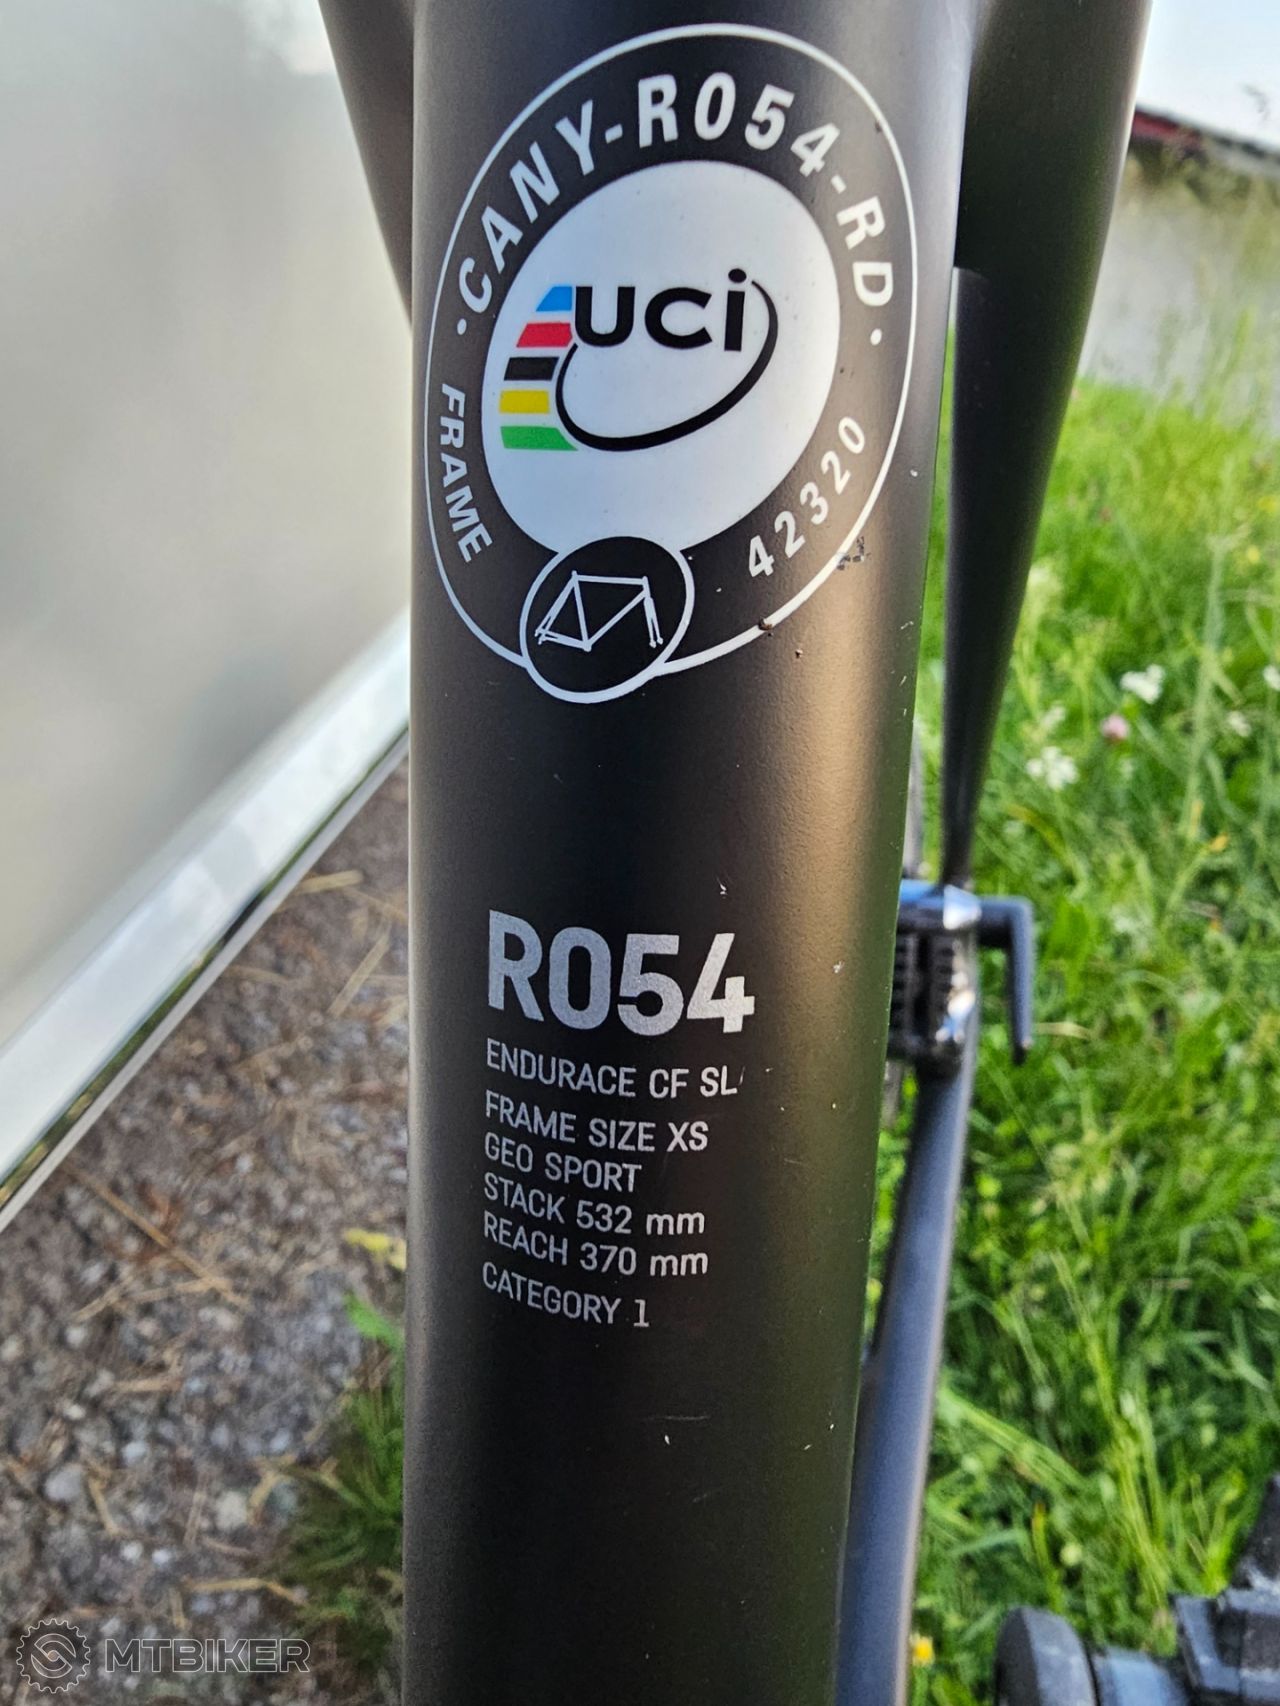 ·CANY-R054-RD·
UCi
FRAME
42320
R054
ENDURACE CF SL
FRAME SIZE XS
GEO SPORT
STACK 532 mm
REACH 370 mm
CATEGORY 1
MTBIKER